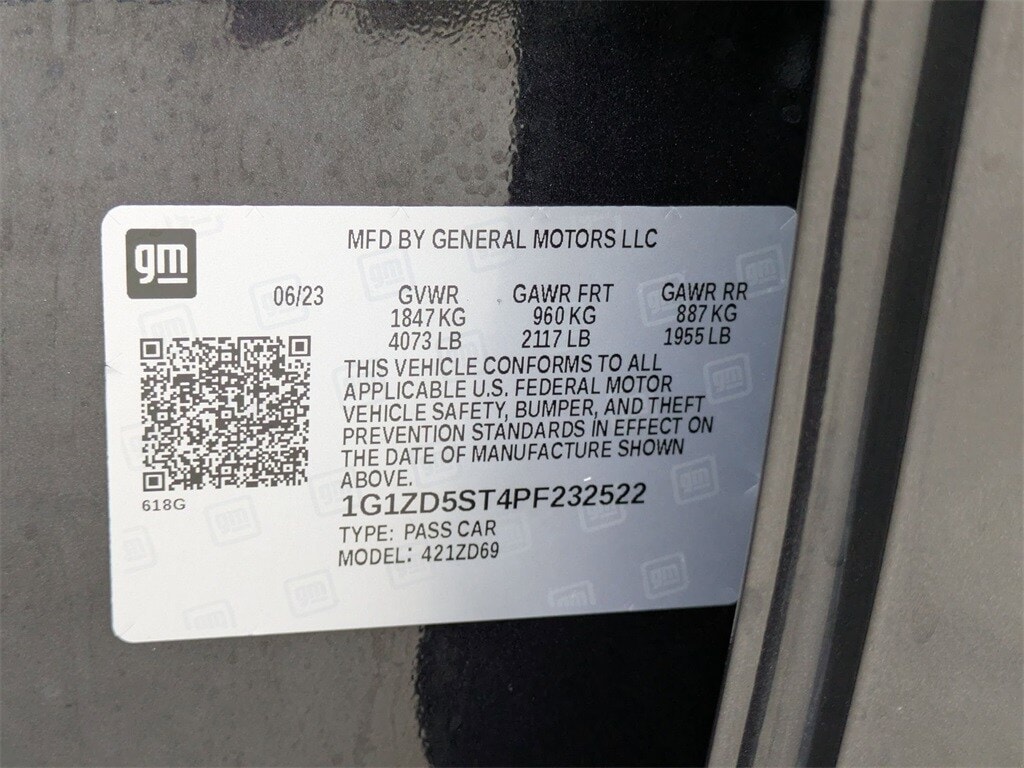 gm
MFD BY GENERAL MOTORS LLC
06/23 GVWR GAWR FRT GAWR RR
1847 KG 960 KG 887 KG
4073 LB 2117 LB 1955 LB
THIS VEHICLE CONFORMS TO ALL
APPLICABLE U.S. FEDERAL MOTOR
VEHICLE SAFETY, BUMPER, AND THEFT
PREVENTION STANDARDS IN EFFECT ON
THE DATE OF MANUFACTURE SHOWN
ABOVE.
618G
1G1ZD5ST4PF232522
TYPE: PASS CAR
MODEL: 421ZD69